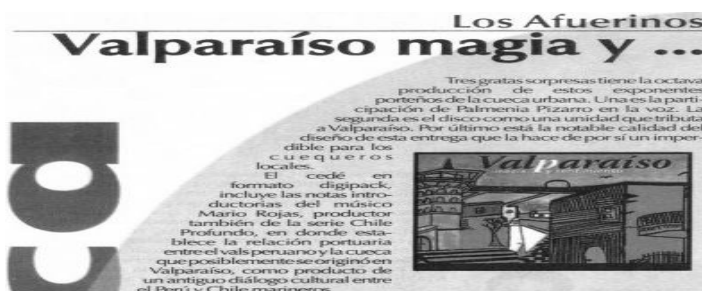 Los Afuerinos
Valparaíso magia y ...
Tres gratas sorpresas tiene la octava
producción de estos exponentes
porteños de la cueca urbana. Una es la parti-
cipación de Palmenia Pizarro en la voz. La
segunda es el disco como una unidad que tributa
a Valparaíso. Por último está la notable calidad del
diseño de esta entrega que la hace de por sí un imper-
dible para los
cuequeros
locales.
El cedé en
formato digipack,
incluye las notas intro-
ductorias del músico
Mario Rojas, productor
también de la serie Chile
Profundo, en donde esta-
blece la relación portuaria
entre el vals peruano y la cueca
que posiblemente se originó en
Valparaíso, como producto de
un antiguo diálogo cultural entre
el Perú y Chile marineros.
Valparaíso